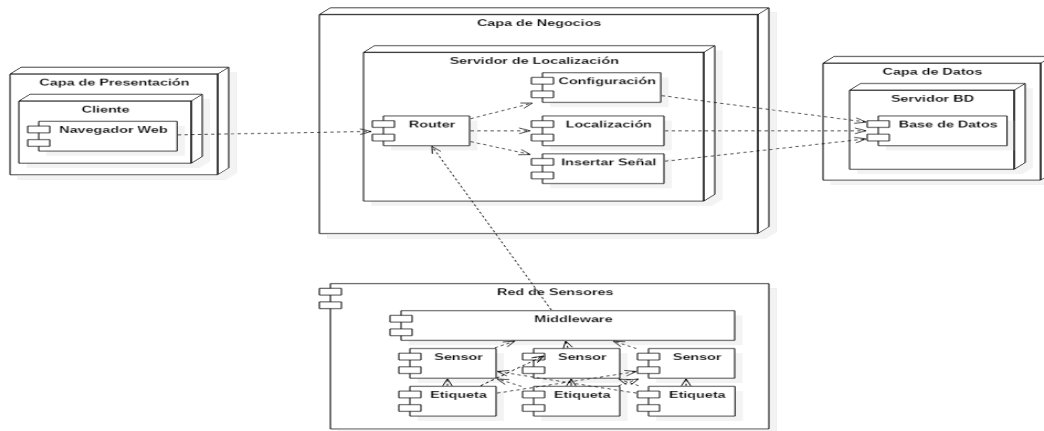 Capa de Presentación
Cliente
Navegador Web
Capa de Negocios
Servidor de Localización
Configuración
Router
Localización
Insertar Señal
Capa de Datos
Servidor BD
Base de Datos
Red de Sensores
Middleware
Sensor
Sensor
Sensor
Etiqueta
Etiqueta
Etiqueta